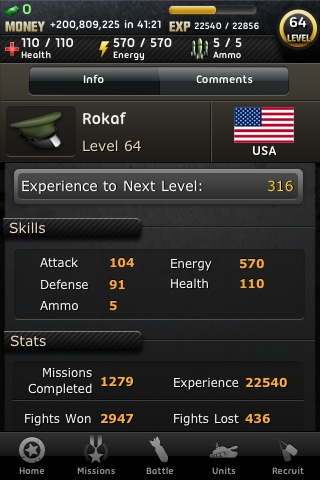 0
MONEY +200,809,225 in 41:21 EXP 22540 / 22856
64
LEVEL
110 / 110 570 / 570 5 / 5
Health Energy Ammo
Info Comments
Rokaf
Level 64
USA
Experience to Next Level: 316
Skills
Attack 104 Energy 570
Defense 91 Health 110
Ammo 5
Stats
Missions
Completed 1279 Experience 22540
Fights Won 2947 Fights Lost 436
Home Missions Battle Units Recruit